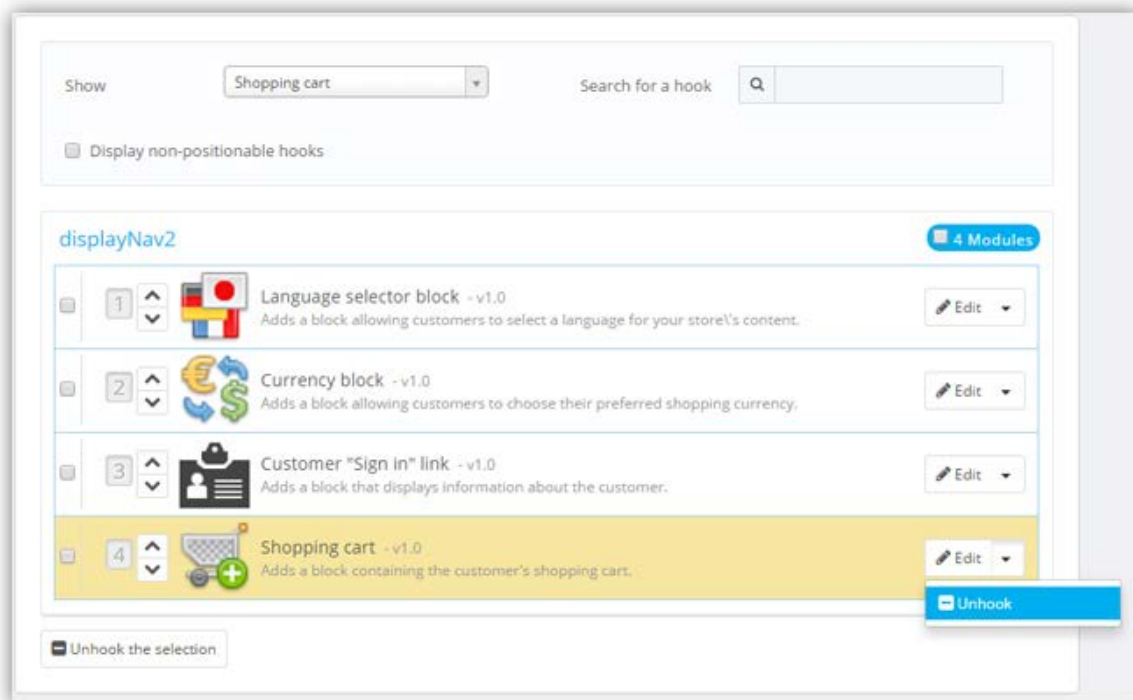 Show
Shopping cart
Search for a hook
Display non-positionable hooks
displayNav2
4 Modules
1
Language selector block - v1.0
Adds a block allowing customers to select a language for your store\'s content.
Edit
2
Currency block - v1.0
Adds a block allowing customers to choose their preferred shopping currency.
Edit
3
Customer "Sign in" link - v1.0
Adds a block that displays information about the customer.
Edit
4
Shopping cart - v1.0
Adds a block containing the customer's shopping cart.
Edit
Unhook
Unhook the selection